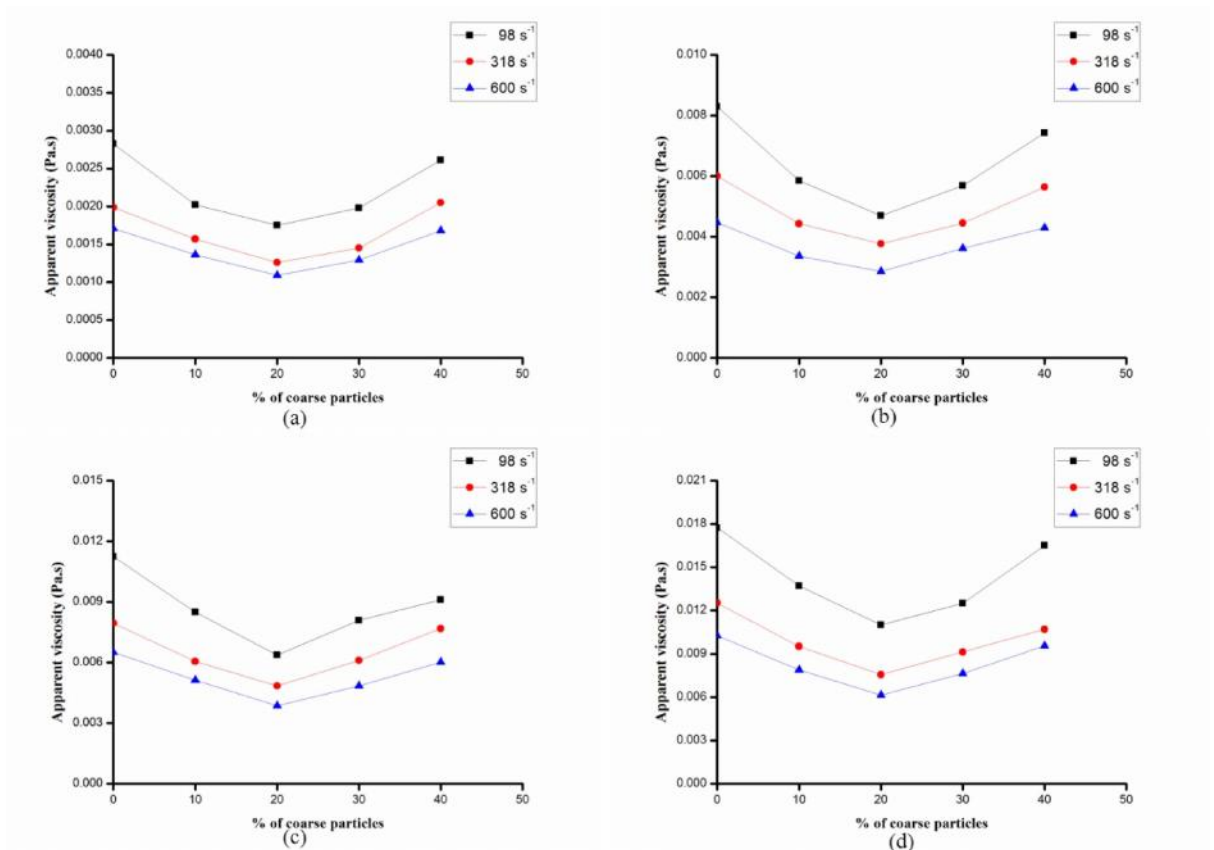 98 s⁻¹
318 s⁻¹
600 s⁻¹
0.0040
0.0035
0.0030
0.0025
0.0020
0.0015
0.0010
0.0005
0.0000
Apparent viscosity (Pa.s)
0 10 20 30 40 50
% of coarse particles
(a)
98 s⁻¹
318 s⁻¹
600 s⁻¹
0.010
0.008
0.006
0.004
0.002
0.000
Apparent viscosity (Pa.s)
0 10 20 30 40 50
% of coarse particles
(b)
98 s⁻¹
318 s⁻¹
600 s⁻¹
0.015
0.012
0.009
0.006
0.003
0.000
Apparent viscosity (Pa.s)
0 10 20 30 40 50
% of coarse particles
(c)
98 s⁻¹
318 s⁻¹
600 s⁻¹
0.021
0.018
0.015
0.012
0.009
0.006
0.003
0.000
Apparent viscosity (Pa.s)
0 10 20 30 40 50
% of coarse particles
(d)